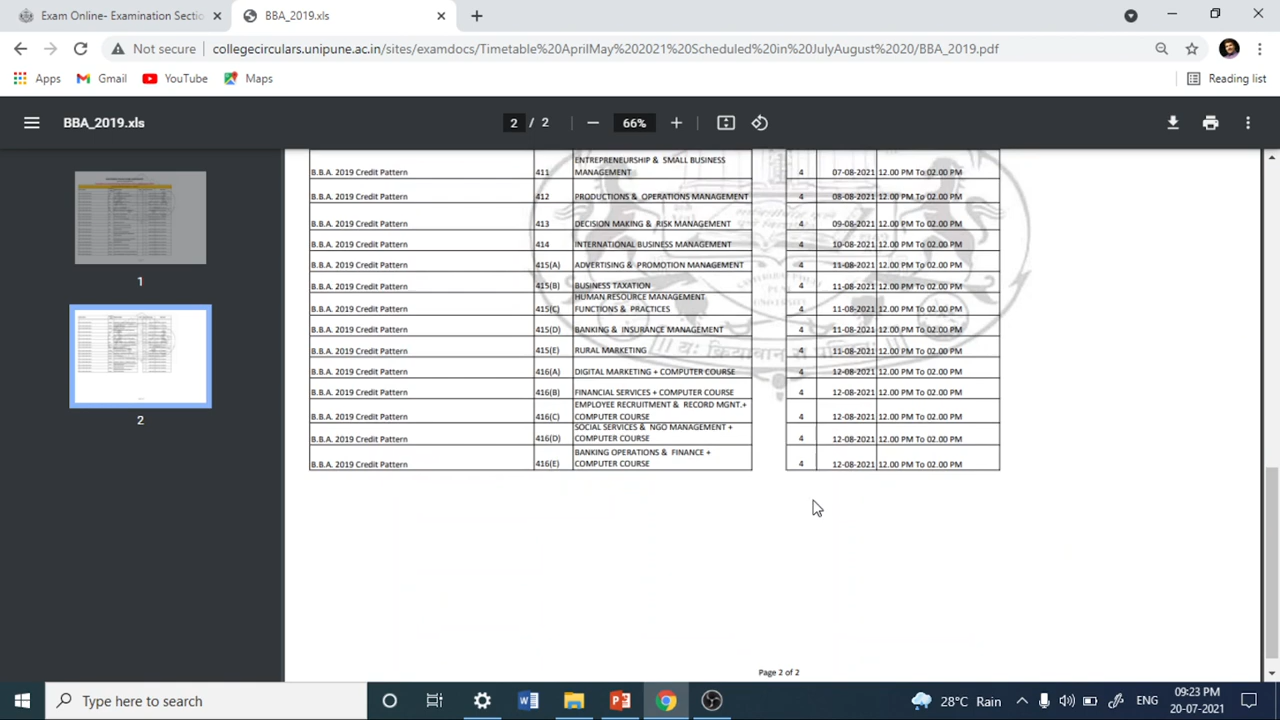 Exam Online- Examination Sectio
BBA_2019.xls
Not secure
collegecirculars.unipune.ac.in/sites/examdocs/Timetable%20AprilMay%202021%20Scheduled%20in%20JulyAugust%2020/BBA_2019.pdf
Apps Gmail YouTube Maps Reading list
BBA_2019.xls 2 / 2 66%
1
2
B.B.A. 2019 Credit Pattern 411 ENTREPRENEURSHIP & SMALL BUSINESS
MANAGEMENT 4 07-08-2021 12.00 PM To 02.00 PM
B.B.A. 2019 Credit Pattern 412 PRODUCTIONS & OPERATIONS MANAGEMENT 4 08-08-2021 12.00 PM To 02.00 PM
B.B.A. 2019 Credit Pattern 413 DECISION MAKING & RISK MANAGEMENT 4 09-08-2021 12.00 PM To 02.00 PM
B.B.A. 2019 Credit Pattern 414 INTERNATIONAL BUSINESS MANAGEMENT 4 10-08-2021 12.00 PM To 02.00 PM
B.B.A. 2019 Credit Pattern 415(A) ADVERTISING & PROMOTION MANAGEMENT 4 11-08-2021 12.00 PM To 02.00 PM
B.B.A. 2019 Credit Pattern 415(B) BUSINESS TAXATION 4 11-08-2021 12.00 PM To 02.00 PM
B.B.A. 2019 Credit Pattern 415(C) HUMAN RESOURCE MANAGEMENT
FUNCTIONS & PRACTICES 4 11-08-2021 12.00 PM To 02.00 PM
B.B.A. 2019 Credit Pattern 415(D) BANKING & INSURANCE MANAGEMENT 4 11-08-2021 12.00 PM To 02.00 PM
B.B.A. 2019 Credit Pattern 415(E) RURAL MARKETING 4 11-08-2021 12.00 PM To 02.00 PM
B.B.A. 2019 Credit Pattern 416(A) DIGITAL MARKETING + COMPUTER COURSE 4 12-08-2021 12.00 PM To 02.00 PM
B.B.A. 2019 Credit Pattern 416(B) FINANCIAL SERVICES + COMPUTER COURSE 4 12-08-2021 12.00 PM To 02.00 PM
B.B.A. 2019 Credit Pattern 416(C) EMPLOYEE RECRUITMENT & RECORD MGNT.+
COMPUTER COURSE 4 12-08-2021 12.00 PM To 02.00 PM
B.B.A. 2019 Credit Pattern 416(D) SOCIAL SERVICES & NGO MANAGEMENT +
COMPUTER COURSE 4 12-08-2021 12.00 PM To 02.00 PM
B.B.A. 2019 Credit Pattern 416(E) BANKING OPERATIONS & FINANCE +
COMPUTER COURSE 4 12-08-2021 12.00 PM To 02.00 PM
Page 2 of 2
Type here to search
28°C Rain
ENG
09:23 PM
20-07-2021